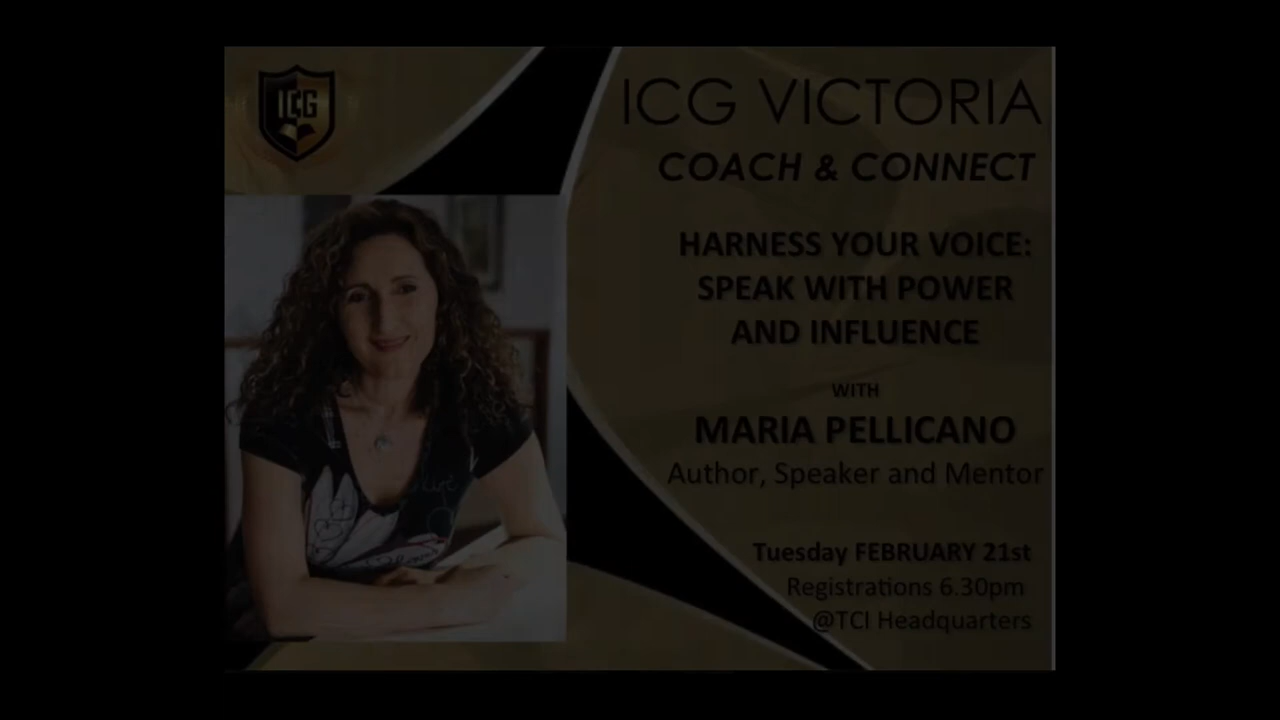 ICG
ICG VICTORIA
COACH & CONNECT
HARNESS YOUR VOICE:
SPEAK WITH POWER
AND INFLUENCE
WITH
MARIA PELLICANO
Author, Speaker and Mentor
Tuesday FEBRUARY 21st
Registrations 6.30pm
@TCI Headquarters